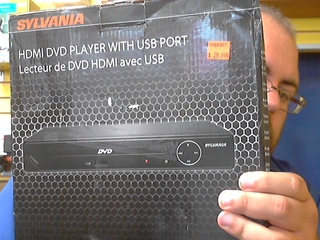 SYLVANIA
HDMI DVD PLAYER WITH USB PORT
Lecteur de DVD HDMI avec USB
DVD
SYLVANIA